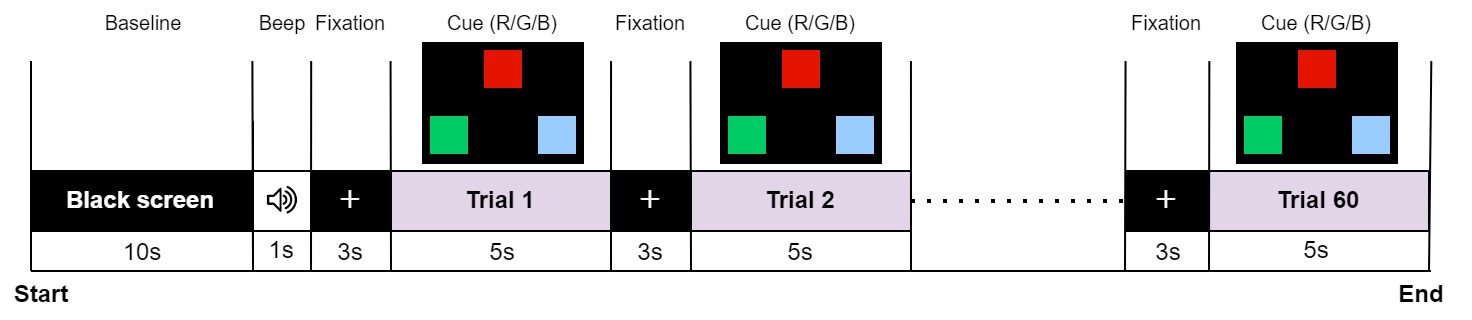 Baseline Beep Fixation Cue (R/G/B) Fixation Cue (R/G/B) Fixation Cue (R/G/B)
Black screen + Trial 1 + Trial 2 + Trial 60
10s 1s 3s 5s 3s 5s 3s 5s
Start End